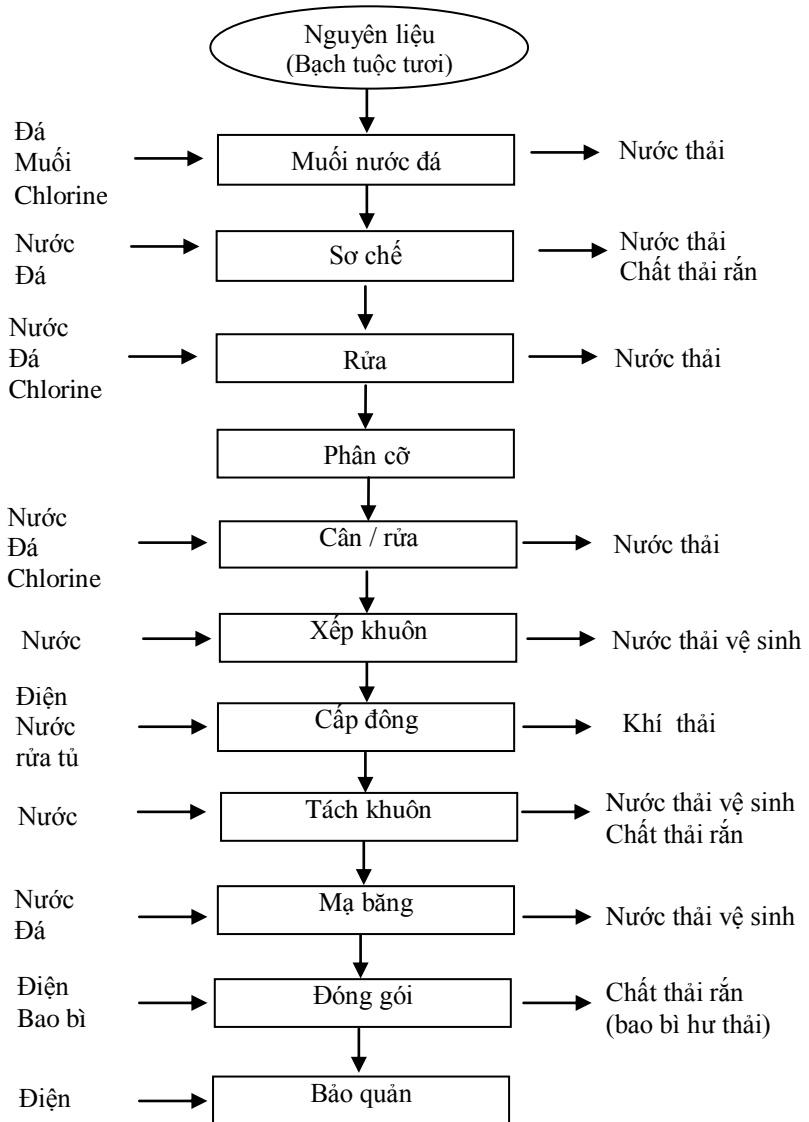 Nguyên liệu
(Bạch tuộc tươi)
Đá
Muối
Chlorine
Muối nước đá
Nước thải
Nước
Đá
Sơ chế
Nước thải
Chất thải rắn
Nước
Đá
Chlorine
Rửa
Nước thải
Phân cỡ
Nước
Đá
Chlorine
Cân / rửa
Nước thải
Nước
Xếp khuôn
Nước thải vệ sinh
Điện
Nước
rửa tủ
Cấp đông
Khí thải
Nước
Tách khuôn
Nước thải vệ sinh
Chất thải rắn
Nước
Đá
Mạ băng
Nước thải vệ sinh
Điện
Bao bì
Đóng gói
Chất thải rắn
(bao bì hư thải)
Điện
Bảo quản